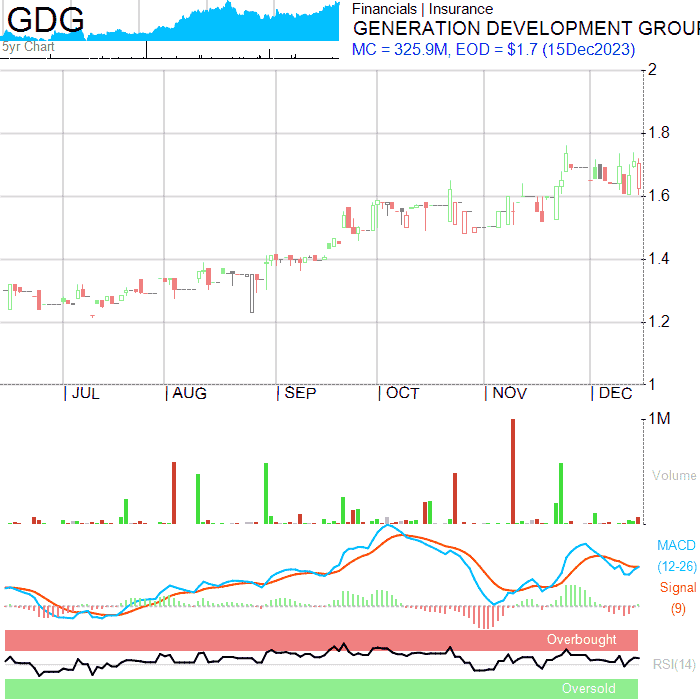 GDG
5yr Chart
Financials | Insurance
GENERATION DEVELOPMENT GROU
MC = 325.9M, EOD = $1.7 (15Dec2023)
2
1.8
1.6
1.4
1.2
1
JUL AUG SEP OCT NOV DEC
1M
Volume
MACD
(12-26)
Signal
(9)
Overbought
RSI(14)
Oversold